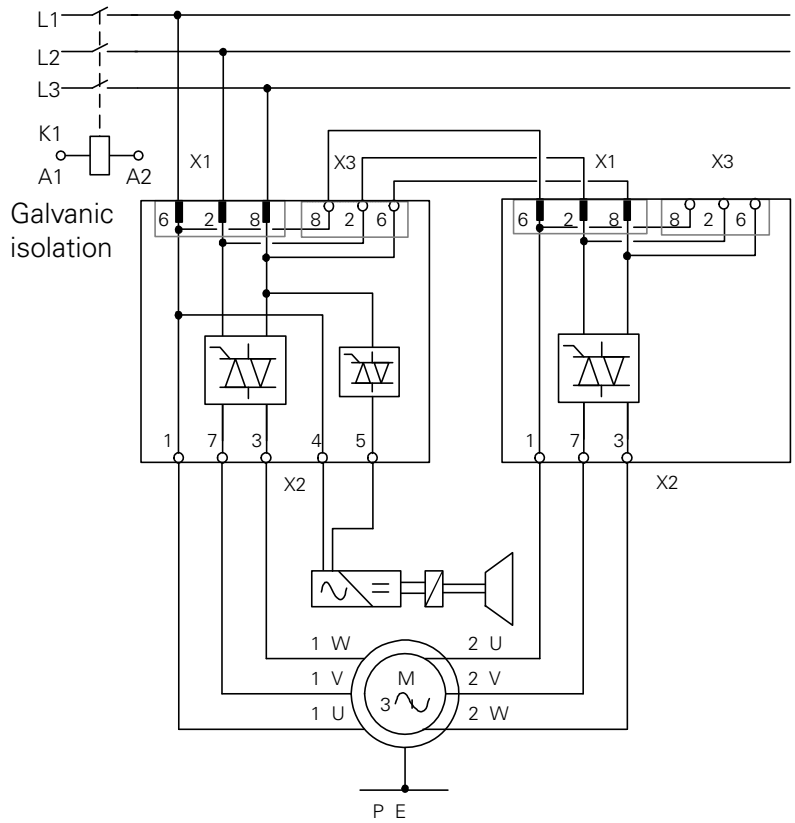 L1
L2
L3
K1
A1 A2
X1 X3 X1 X3
Galvanic
isolation
6 2 8 8 2 6 6 2 8 8 2 6
1 7 3 4 5 1 7 3
X2 X2
1 W 2 U
1 V M 2 V
3
1 U 2 W
P E